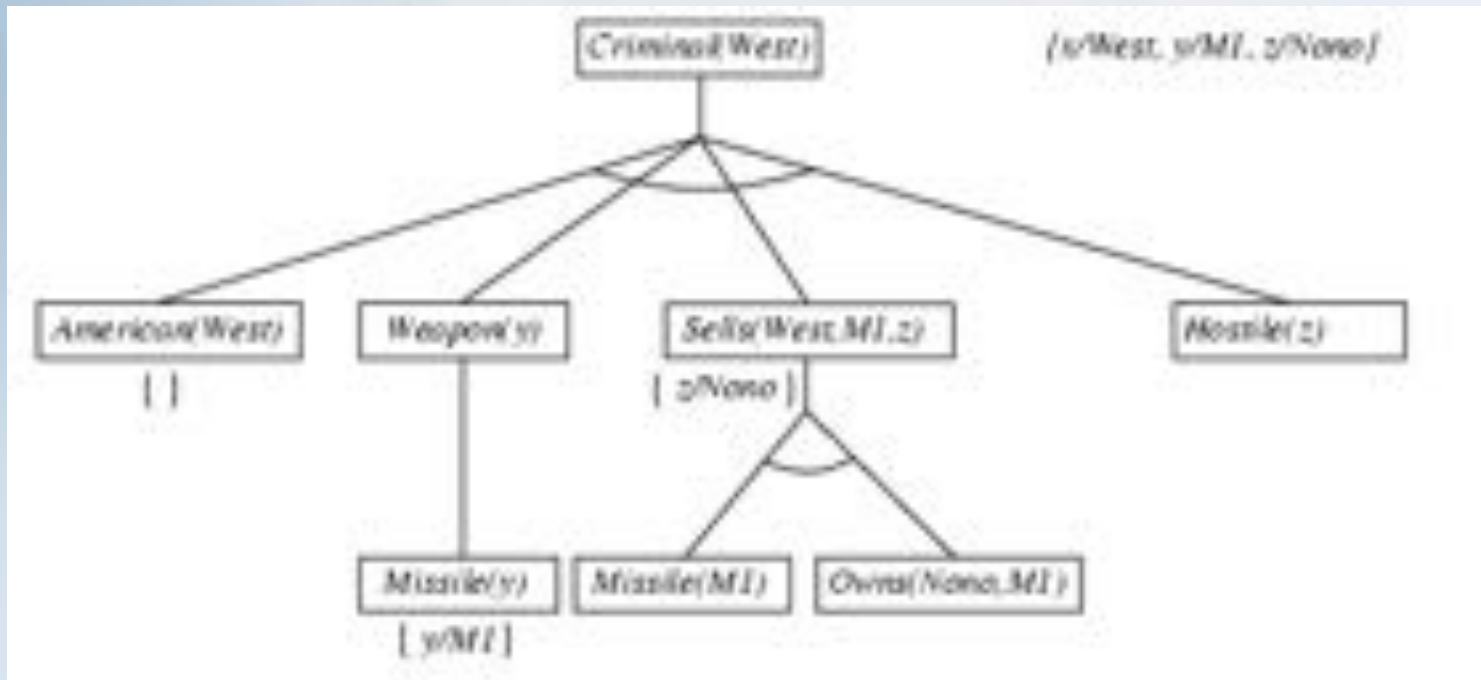 Criminal(West)
{x/West, y/M1, z/Nono}
American(West)
Weapon(y)
Sells(West,M1,z)
Hostile(z)
{ }
{ z/Nono }
Missile(y)
Missile(M1)
Owns(Nono,M1)
{ y/M1 }